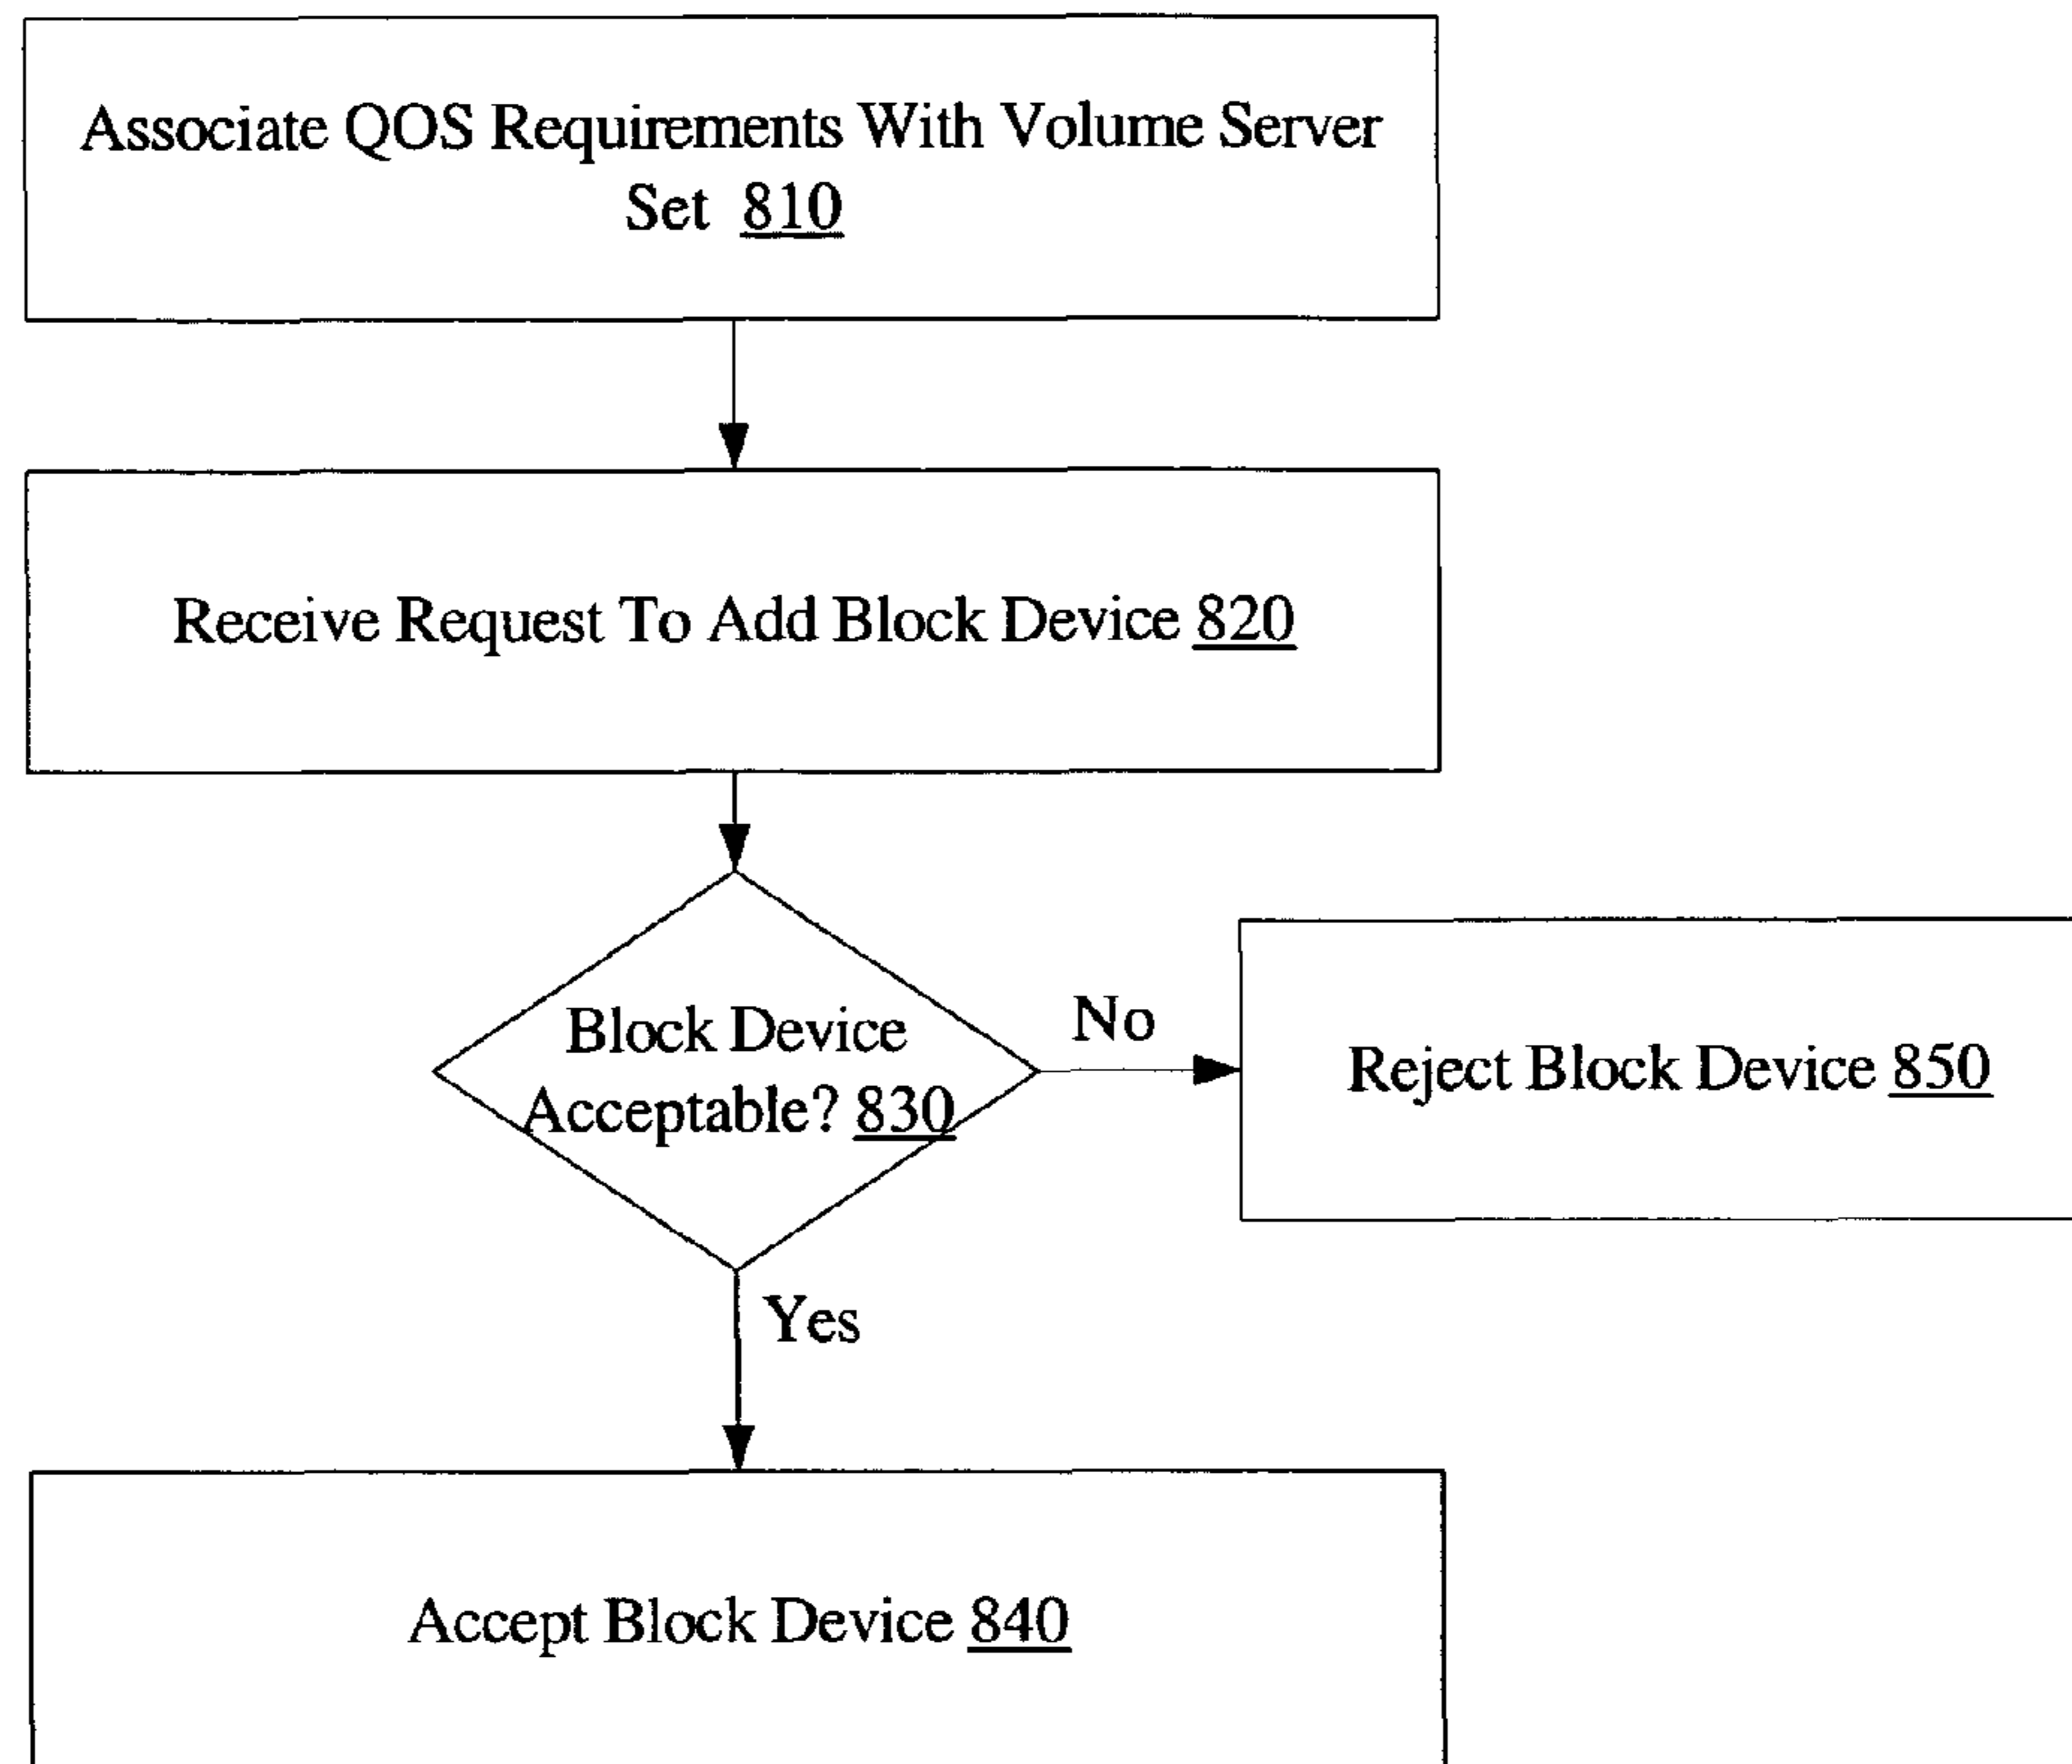 Associate QOS Requirements With Volume Server
Set 810
Receive Request To Add Block Device 820
Block Device
Acceptable? 830
No
Reject Block Device 850
Yes
Accept Block Device 840